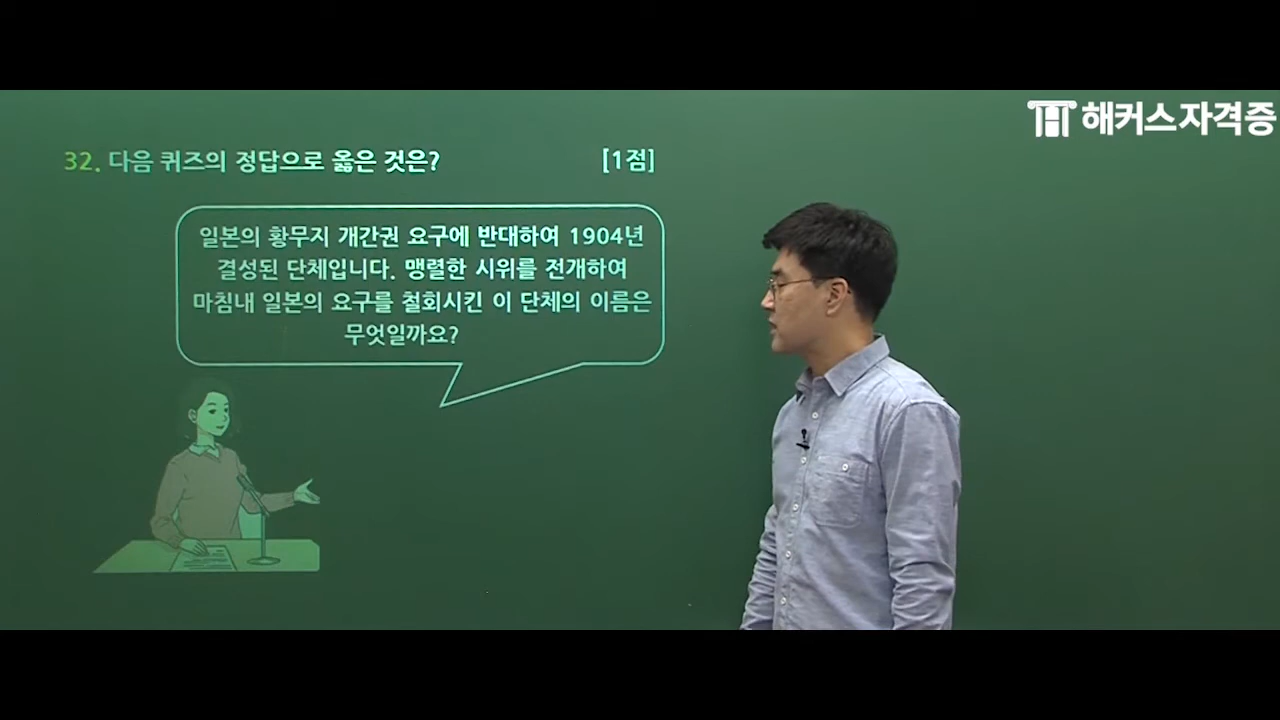 해커스자격증
32. 다음 퀴즈의 정답으로 옳은 것은? [1점]
일본의 황무지 개간권 요구에 반대하여 1904년
결성된 단체입니다. 맹렬한 시위를 전개하여
마침내 일본의 요구를 철회시킨 이 단체의 이름은
무엇일까요?